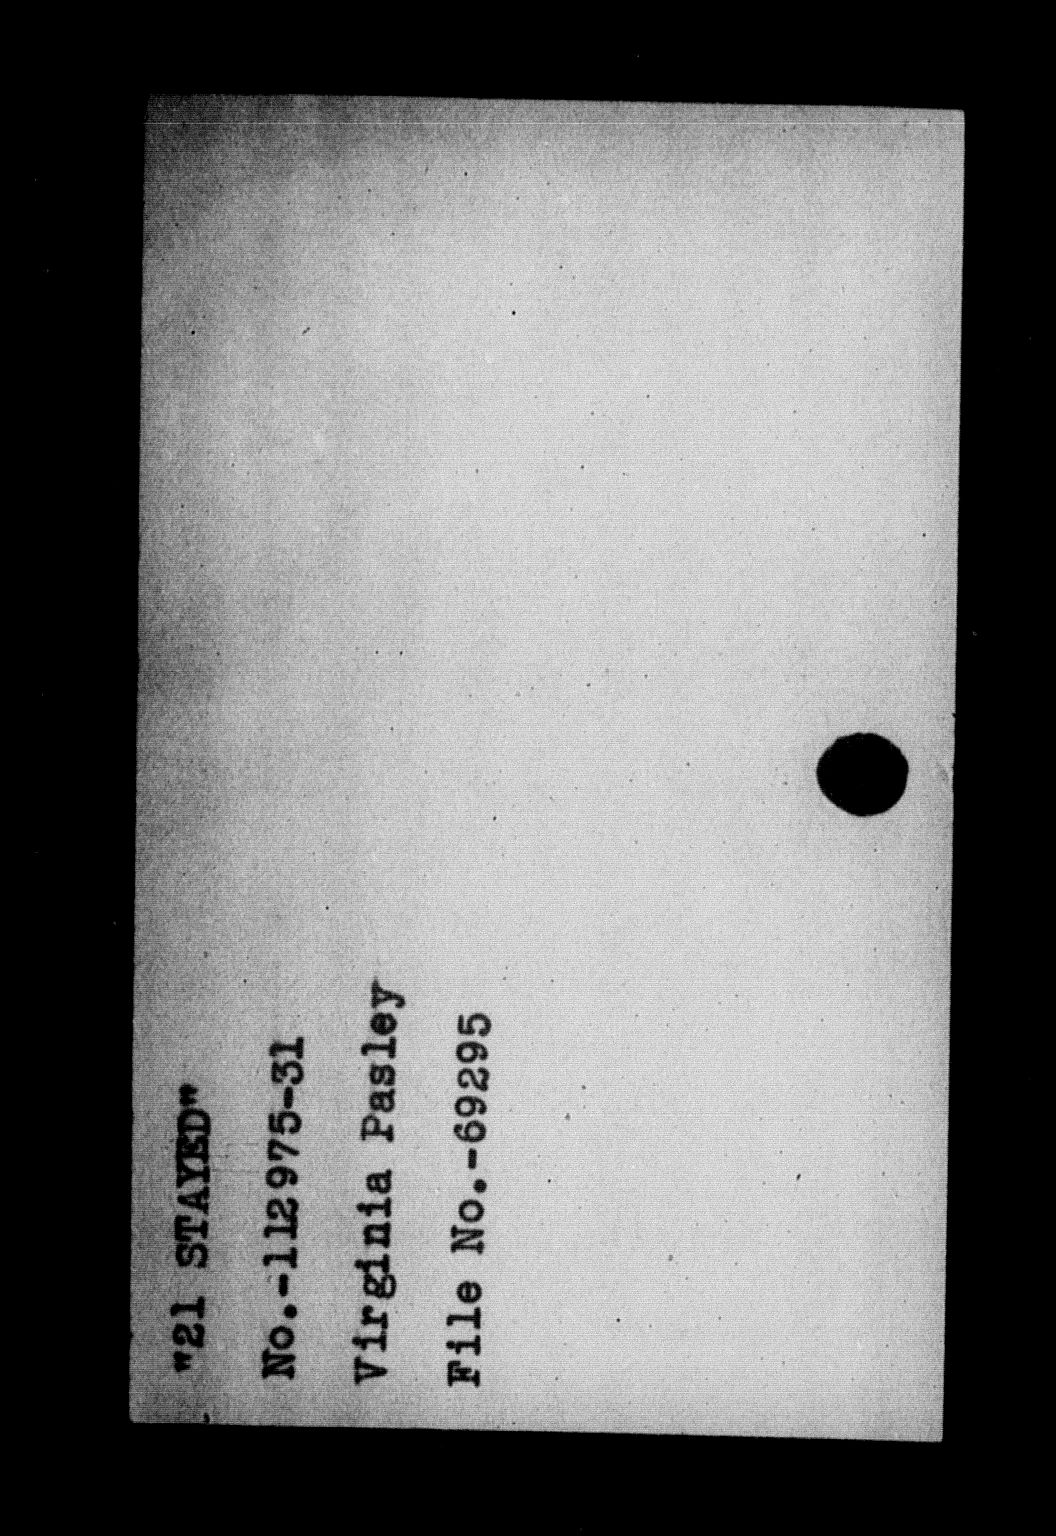 "21 STAYED"
No.-112975-31
Virginia Pasley
File No.-69295